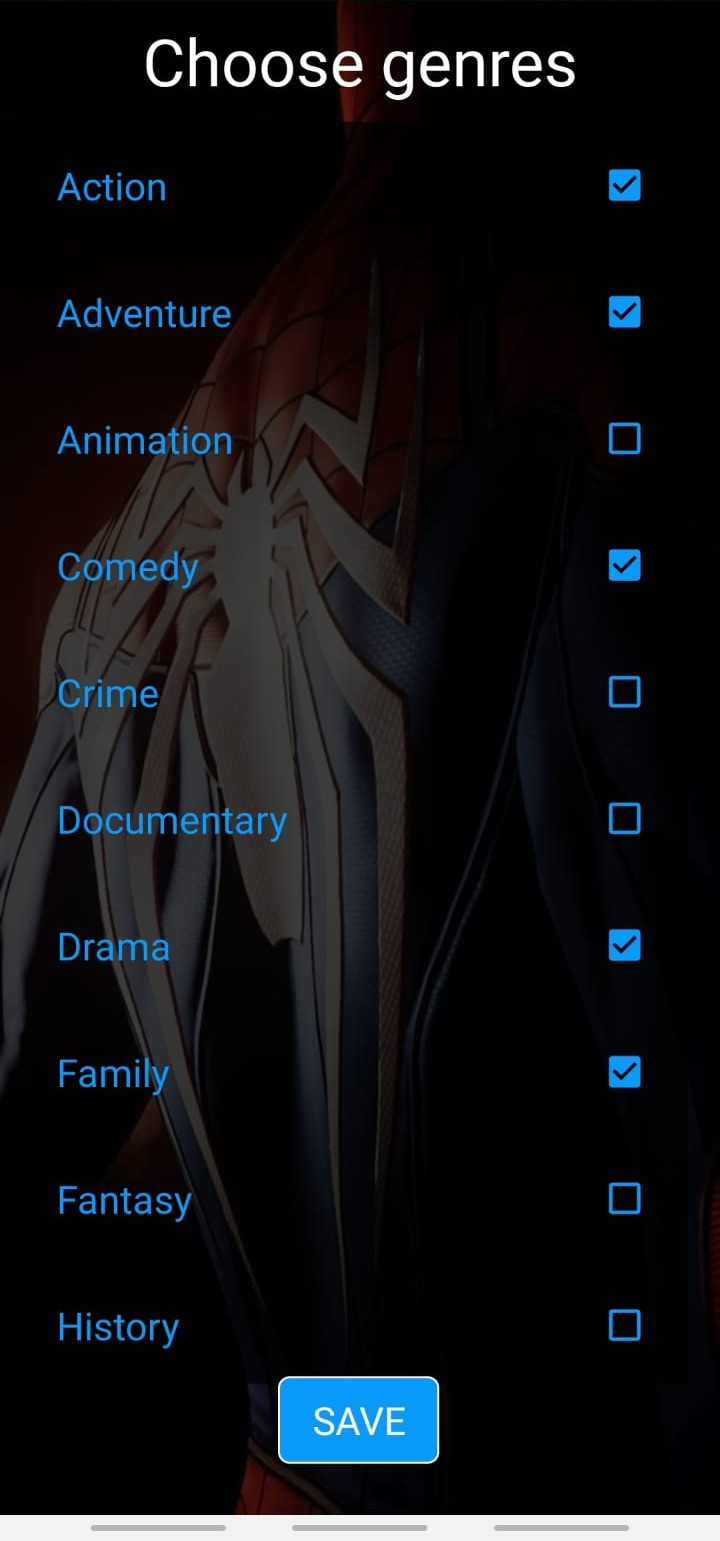 Choose genres
Action
Adventure
Animation
Comedy
Crime
Documentary
Drama
Family
Fantasy
History
SAVE